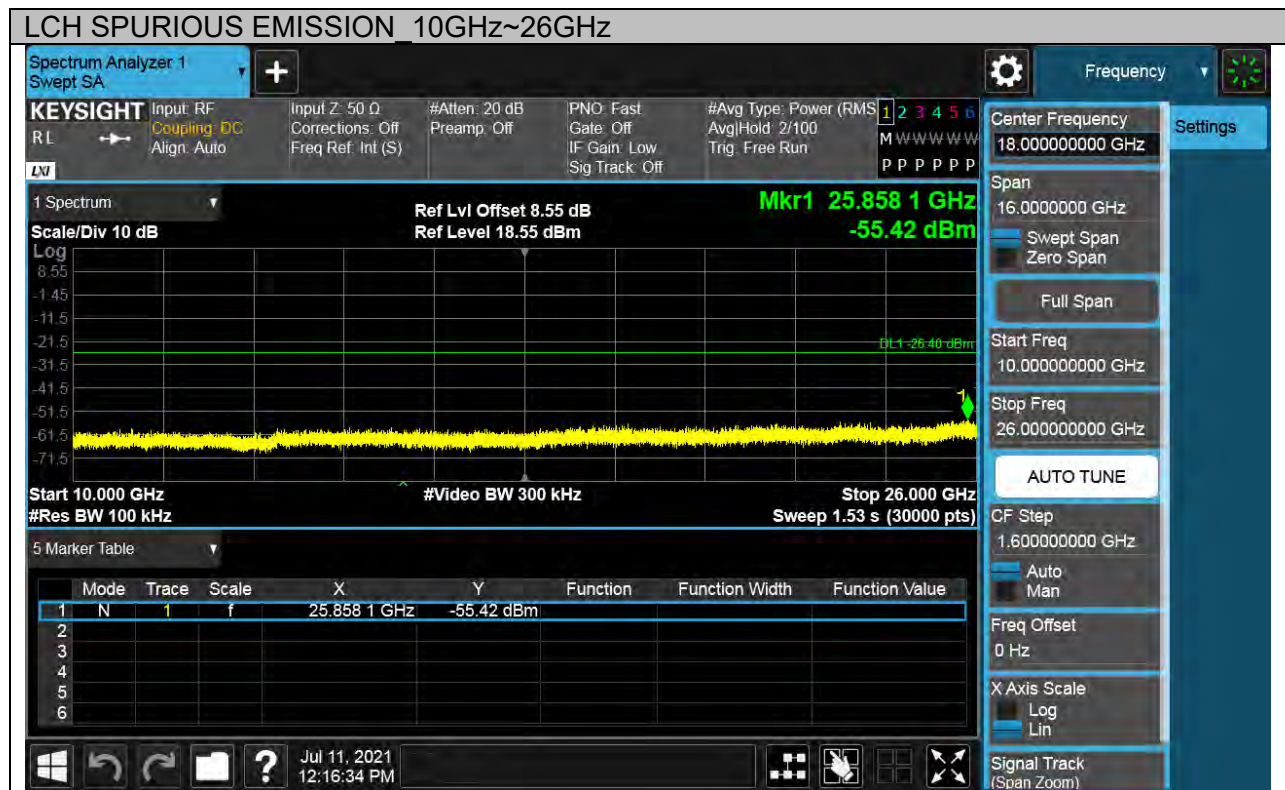 LCH SPURIOUS EMISSION_10GHz~26GHz
Spectrum Analyzer 1
Swept SA
+
Frequency
KEYSIGHT
RL
LXI
Input: RF
Coupling: DC
Align: Auto
Input Z: 50 Ω
Corrections: Off
Freq Ref: Int (S)
#Atten: 20 dB
Preamp: Off
PNO: Fast
Gate: Off
IF Gain: Low
Sig Track: Off
#Avg Type: Power (RMS
Avg|Hold: 2/100
Trig: Free Run
1 2 3 4 5 6
M W W W W W
P P P P P P
1 Spectrum
Scale/Div 10 dB
Ref Lvl Offset 8.55 dB
Ref Level 18.55 dBm
Mkr1 25.858 1 GHz
-55.42 dBm
Log
8.55
-1.45
-11.5
-21.5
-31.5
-41.5
-51.5
-61.5
-71.5
DL1 -26.40 dBm
1
Start 10.000 GHz
#Video BW 300 kHz
Stop 26.000 GHz
#Res BW 100 kHz
Sweep 1.53 s (30000 pts)
5 Marker Table
Mode Trace Scale X Y Function Function Width Function Value
1 N 1 f 25.858 1 GHz -55.42 dBm
2
3
4
5
6
?
Jul 11, 2021
12:16:34 PM
Center Frequency
18.000000000 GHz
Settings
Span
16.0000000 GHz
Swept Span
Zero Span
Full Span
Start Freq
10.000000000 GHz
Stop Freq
26.000000000 GHz
AUTO TUNE
CF Step
1.600000000 GHz
Auto
Man
Freq Offset
0 Hz
X Axis Scale
Log
Lin
Signal Track
(Span Zoom)